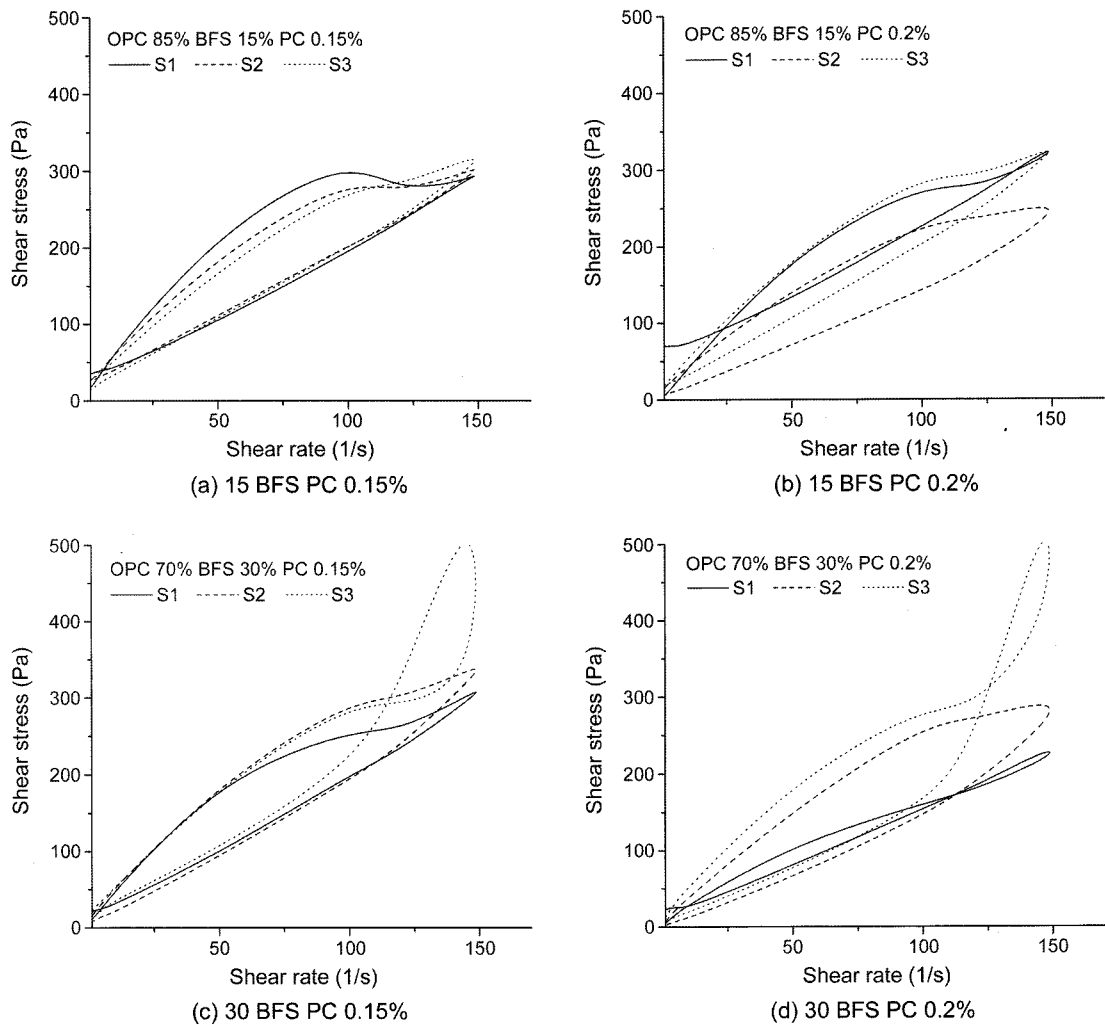 500
400
300
200
100
0
Shear stress (Pa)
OPC 85% BFS 15% PC 0.15%
S1 S2 S3
50 100 150
Shear rate (1/s)
(a) 15 BFS PC 0.15%
500
400
300
200
100
0
Shear stress (Pa)
OPC 85% BFS 15% PC 0.2%
S1 S2 S3
50 100 150
Shear rate (1/s)
(b) 15 BFS PC 0.2%
500
400
300
200
100
0
Shear stress (Pa)
OPC 70% BFS 30% PC 0.15%
S1 S2 S3
50 100 150
Shear rate (1/s)
(c) 30 BFS PC 0.15%
500
400
300
200
100
0
Shear stress (Pa)
OPC 70% BFS 30% PC 0.2%
S1 S2 S3
50 100 150
Shear rate (1/s)
(d) 30 BFS PC 0.2%